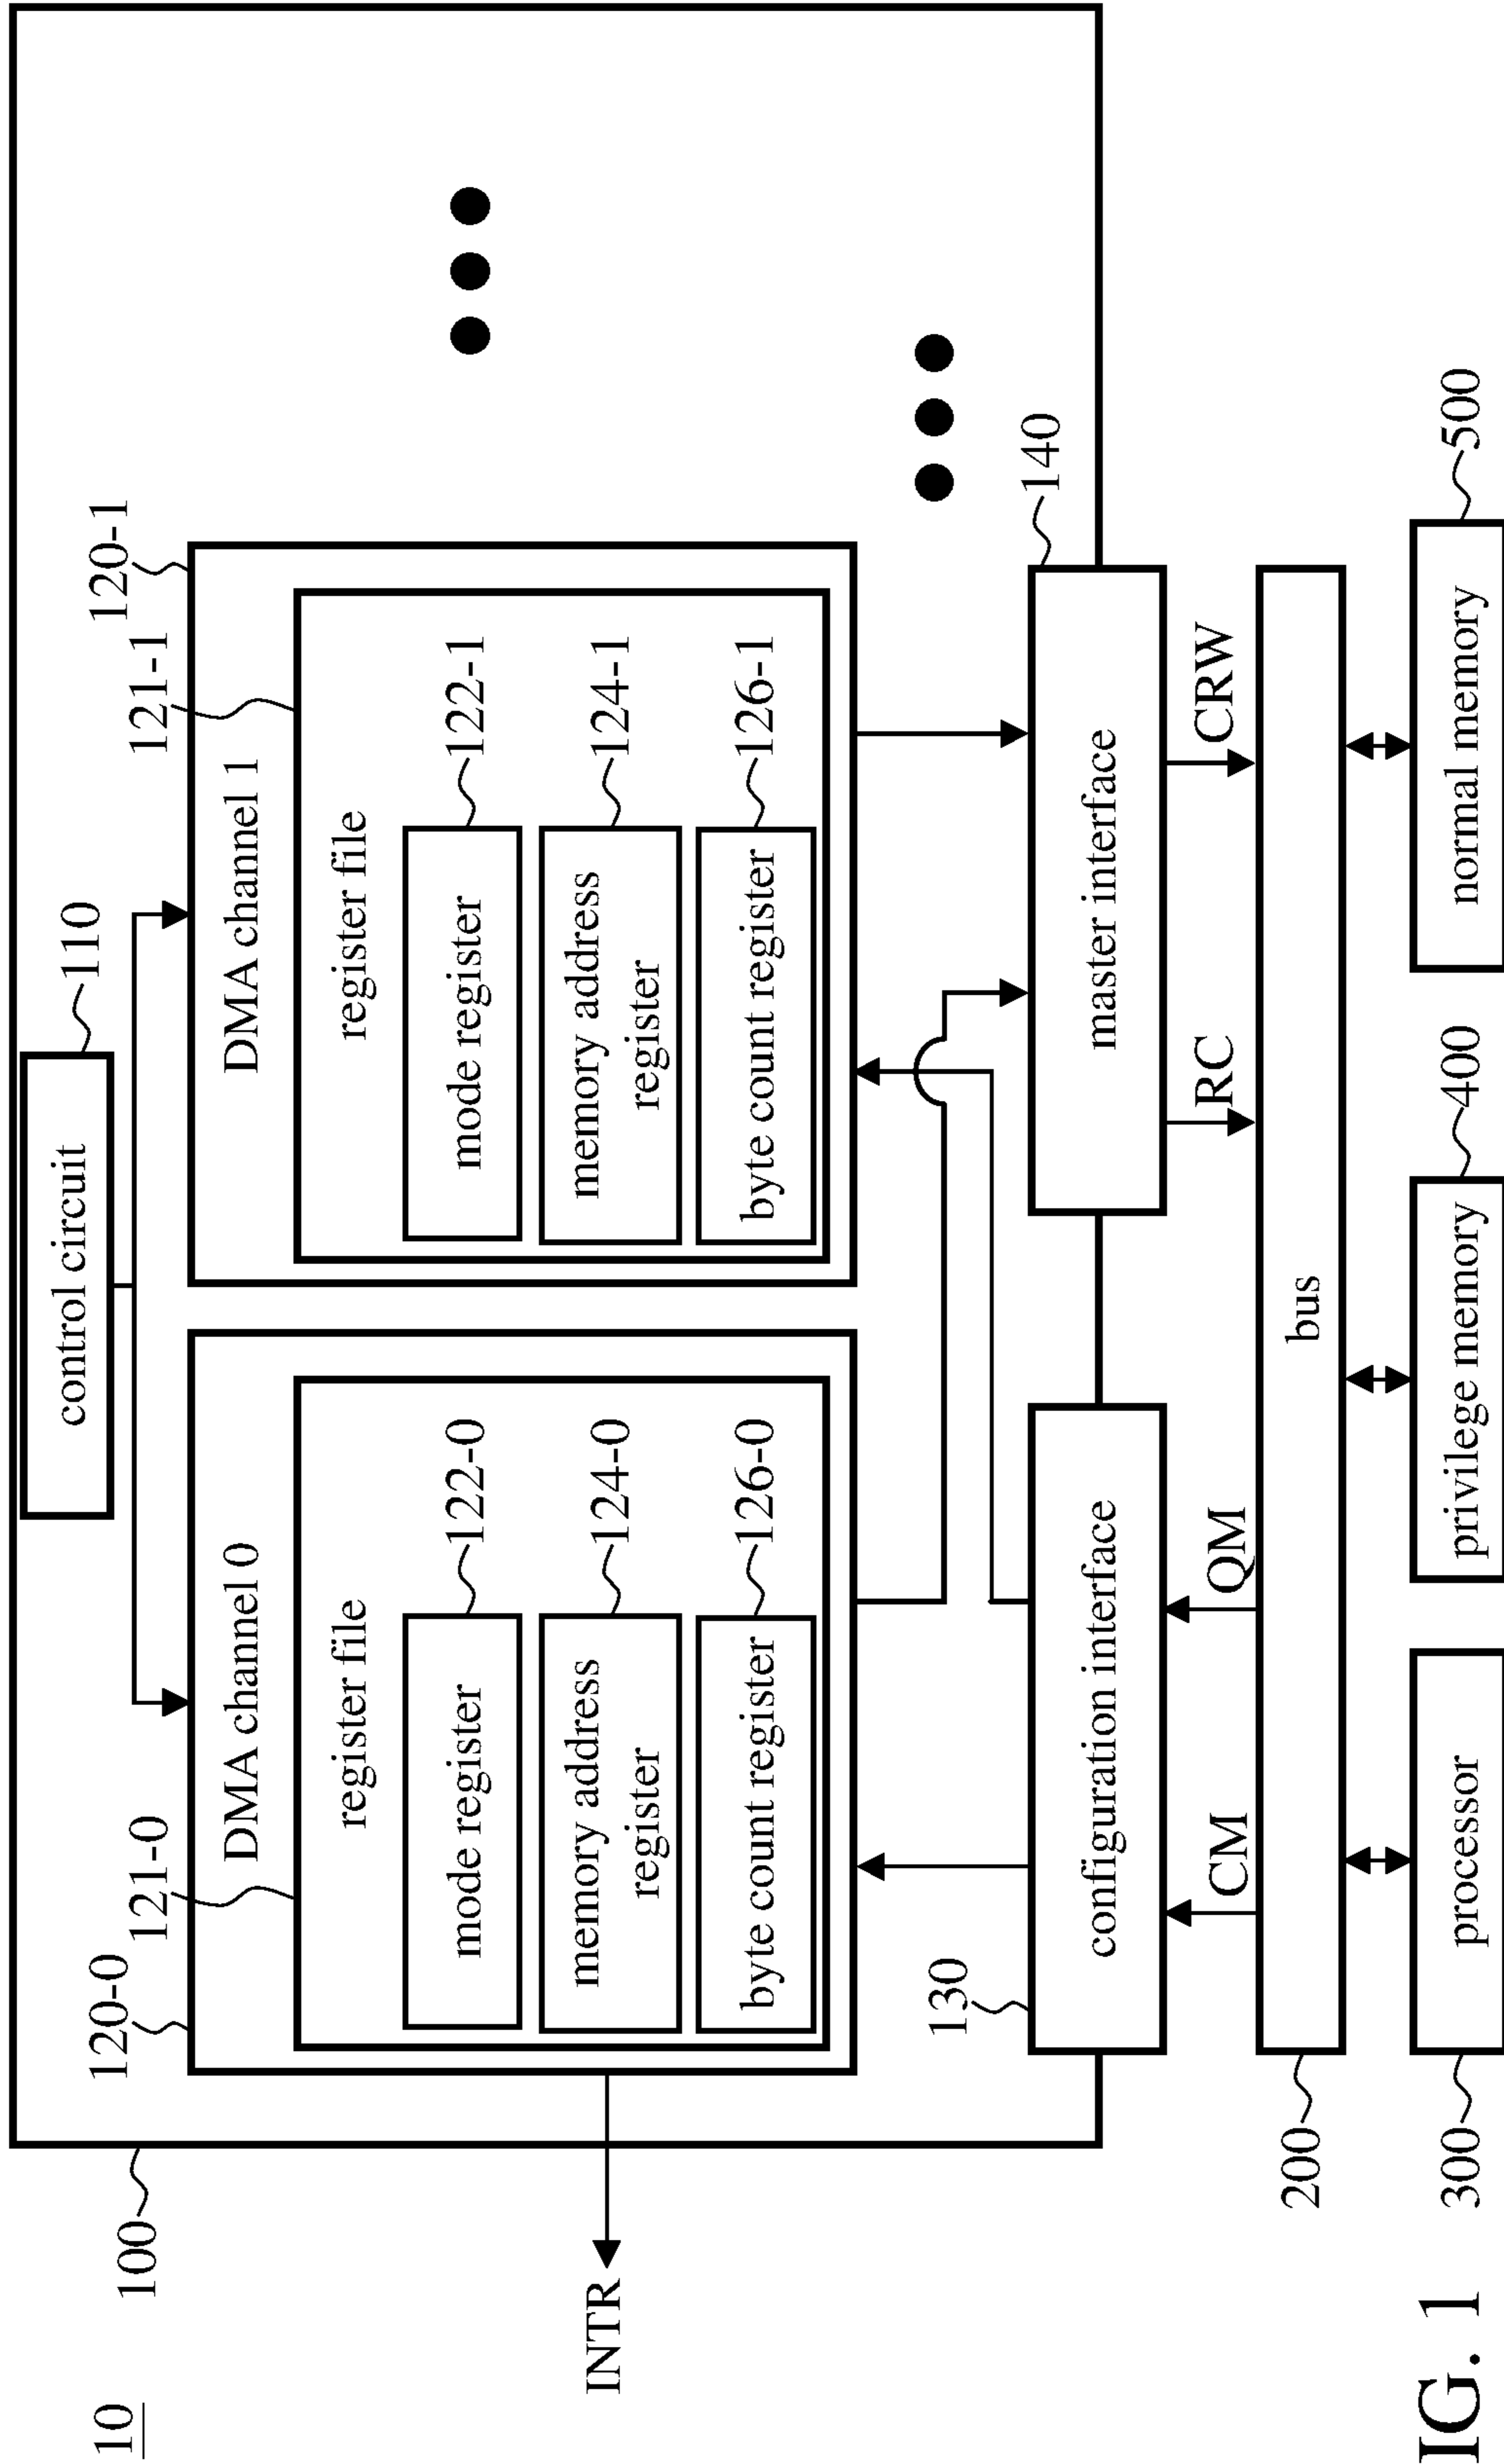 10
100
110
control circuit
120-0
121-0
DMA channel 0
register file
mode register
122-0
memory address
register
124-0
byte count register
126-0
120-1
121-1
DMA channel 1
register file
mode register
122-1
memory address
register
124-1
byte count register
126-1
INTR
130
configuration interface
140
master interface
CM
QM
RC
CRW
200
bus
300
processor
400
privilege memory
500
normal memory
IG. 1